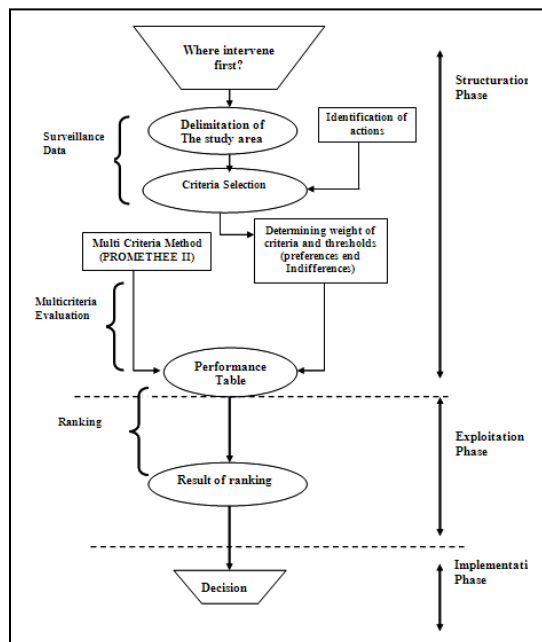 Where intervene
first?
Structuration
Phase
Identification of
actions
Delimitation of
The study area
Surveillance
Data
Criteria Selection
Determining weight of
criteria and thresholds
(preferences end
Indifferences)
Multi Criteria Method
(PROMETHEE II)
Multicriteria
Evaluation
Performance
Table
Ranking
Exploitation
Phase
Result of ranking
Implementati
Phase
Decision